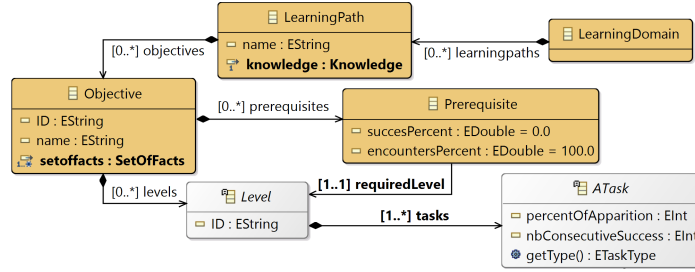 LearningPath
name : EString
knowledge : Knowledge
LearningDomain
[0..*] objectives
[0..*] learningpaths
Objective
ID : EString
name : EString
setoffacts : SetOfFacts
[0..*] prerequisites
Prerequisite
succesPercent : EDouble = 0.0
encountersPercent : EDouble = 100.0
[0..*] levels
[1..1] requiredLevel
Level
ID : EString
[1..*] tasks
ATask
percentOfApparition : EInt
nbConsecutiveSuccess : EInt
getType() : ETaskType